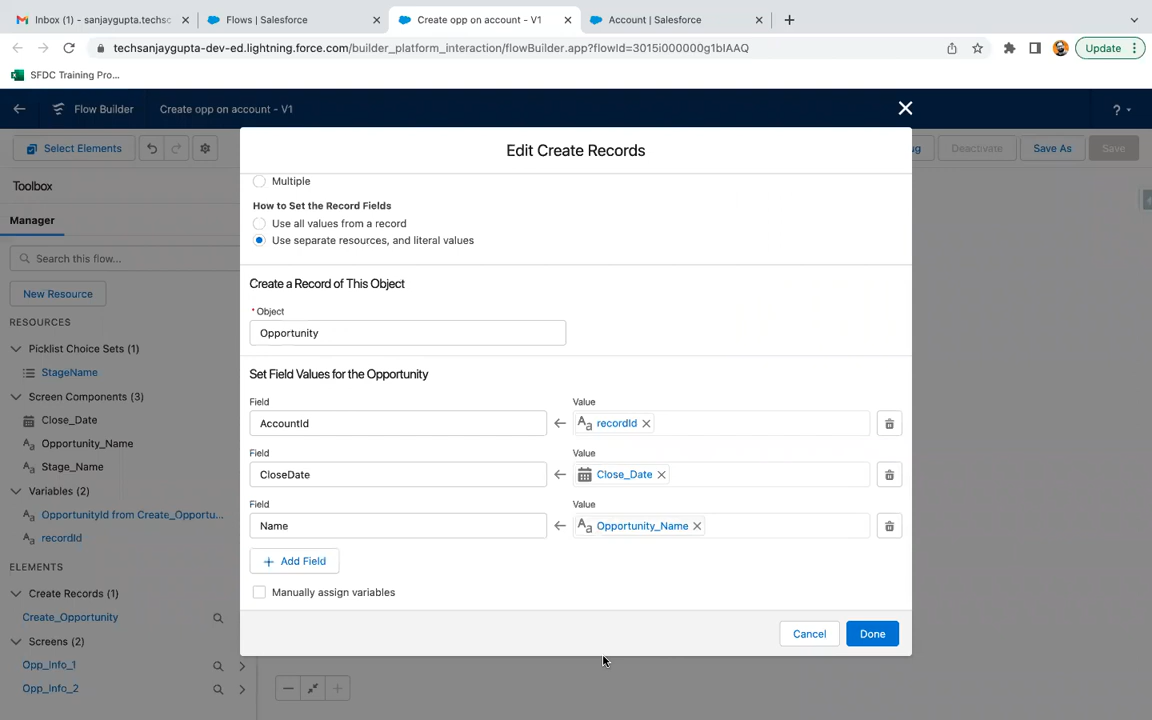 Inbox (1) - sanjaygupta.techsc
Flows | Salesforce
Create opp on account - V1
Account | Salesforce
techsanjaygupta-dev-ed.lightning.force.com/builder_platform_interaction/flowBuilder.app?flowId=3015i000000g1bIAAQ
Update
SFDC Training Pro...
Flow Builder
Create opp on account - V1
?
Select Elements
ug
Deactivate
Save As
Save
Toolbox
Manager
Search this flow...
New Resource
RESOURCES
Picklist Choice Sets (1)
StageName
Screen Components (3)
Close_Date
Opportunity_Name
Stage_Name
Variables (2)
OpportunityId from Create_Opportu...
recordId
ELEMENTS
Create Records (1)
Create_Opportunity
Screens (2)
Opp_Info_1
Opp_Info_2
Edit Create Records
Multiple
How to Set the Record Fields
Use all values from a record
Use separate resources, and literal values
Create a Record of This Object
* Object
Opportunity
Set Field Values for the Opportunity
Field Value
AccountId Aa recordId
Field Value
CloseDate Close_Date
Field Value
Name Aa Opportunity_Name
Add Field
Manually assign variables
Cancel
Done